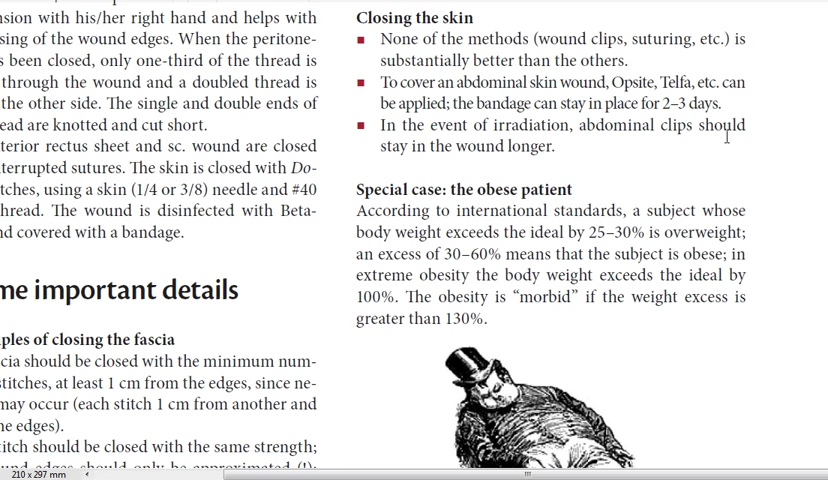 nsion with his/her right hand and helps with
sing of the wound edges. When the peritone-
s been closed, only one-third of the thread is
through the wound and a doubled thread is
the other side. The single and double ends of
ead are knotted and cut short.
terior rectus sheet and sc. wound are closed
terrupted sutures. The skin is closed with Do-
tches, using a skin (1/4 or 3/8) needle and #40
hread. The wound is disinfected with Beta-
nd covered with a bandage.
me important details
ples of closing the fascia
cia should be closed with the minimum num-
stitches, at least 1 cm from the edges, since ne-
may occur (each stitch 1 cm from another and
he edges).
titch should be closed with the same strength;
und edges should only be approximated (!);
Closing the skin
None of the methods (wound clips, suturing, etc.) is
substantially better than the others.
To cover an abdominal skin wound, Opsite, Telfa, etc. can
be applied; the bandage can stay in place for 2–3 days.
In the event of irradiation, abdominal clips should
stay in the wound longer.
Special case: the obese patient
According to international standards, a subject whose
body weight exceeds the ideal by 25–30% is overweight;
an excess of 30–60% means that the subject is obese; in
extreme obesity the body weight exceeds the ideal by
100%. The obesity is “morbid” if the weight excess is
greater than 130%.
210 x 297 mm